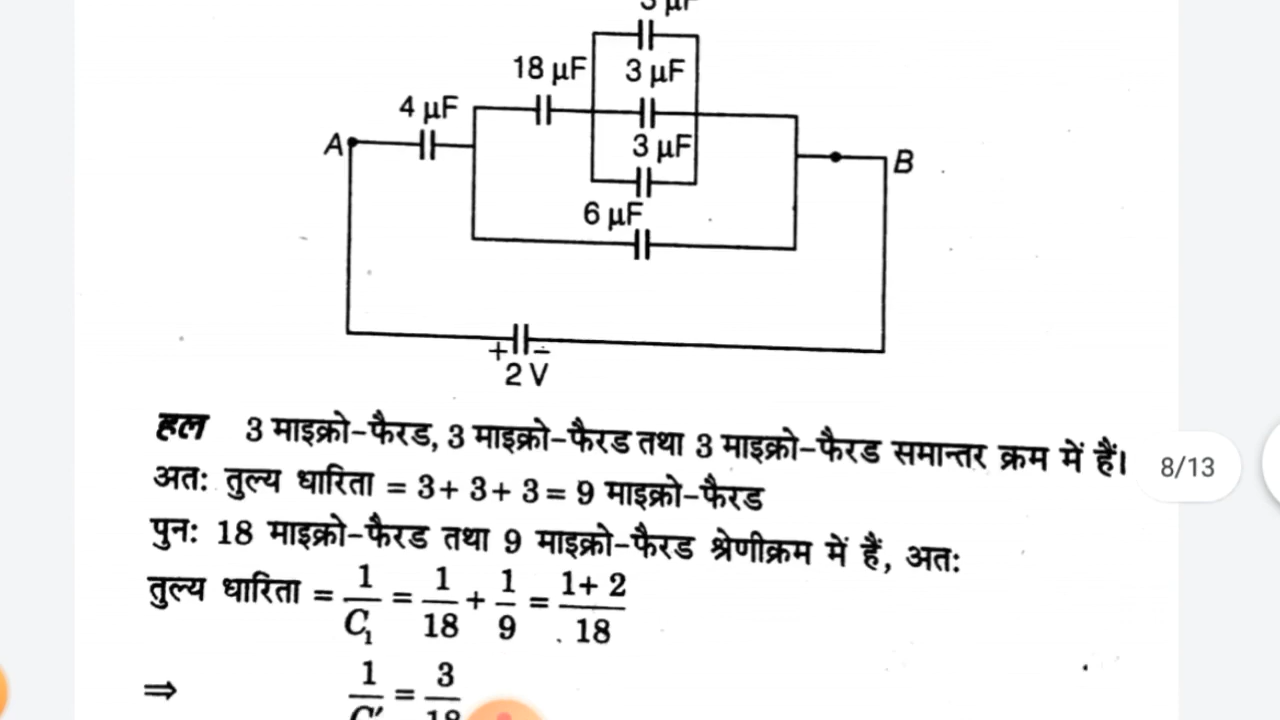 3 μF
18 μF 3 μF
4 μF
A 3 μF B
6 μF
+ −
2 V
हल 3 माइक्रो-फैरड, 3 माइक्रो-फैरड तथा 3 माइक्रो-फैरड समान्तर क्रम में हैं।
8/13
अतः तुल्य धारिता = 3+ 3+ 3 = 9 माइक्रो-फैरड
पुनः 18 माइक्रो-फैरड तथा 9 माइक्रो-फैरड श्रेणीक्रम में हैं, अतः
तुल्य धारिता = 1/C₁ = 1/18 + 1/9 = 1+ 2/18
⇒ 1/C' = 3/18